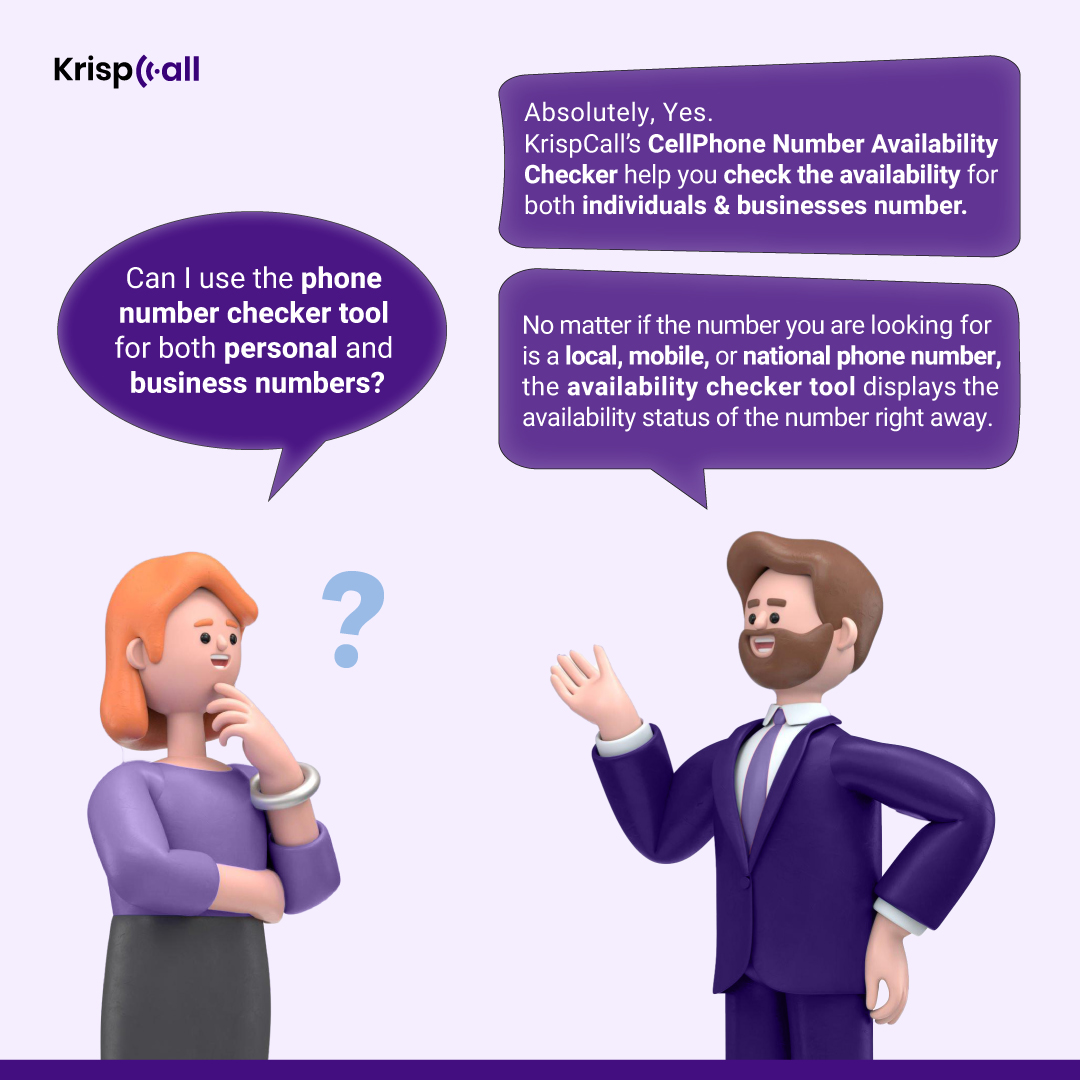 KrispCall
Absolutely, Yes.
KrispCall’s CellPhone Number Availability
Checker help you check the availability for
both individuals & businesses number.
Can I use the phone
number checker tool
for both personal and
business numbers?
No matter if the number you are looking for
is a local, mobile, or national phone number,
the availability checker tool displays the
availability status of the number right away.
?